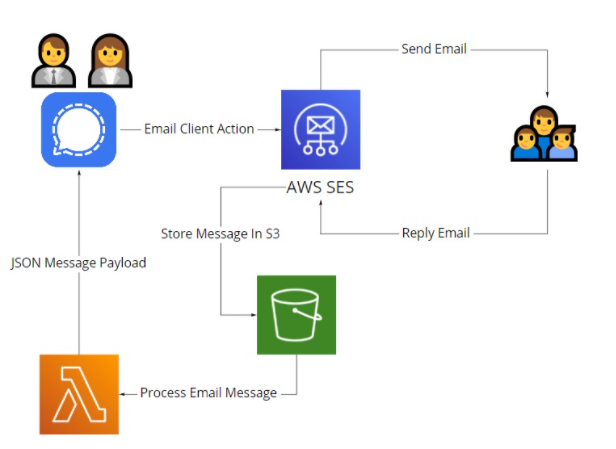 Send Email
Email Client Action
AWS SES
Store Message In S3
Reply Email
JSON Message Payload
Process Email Message